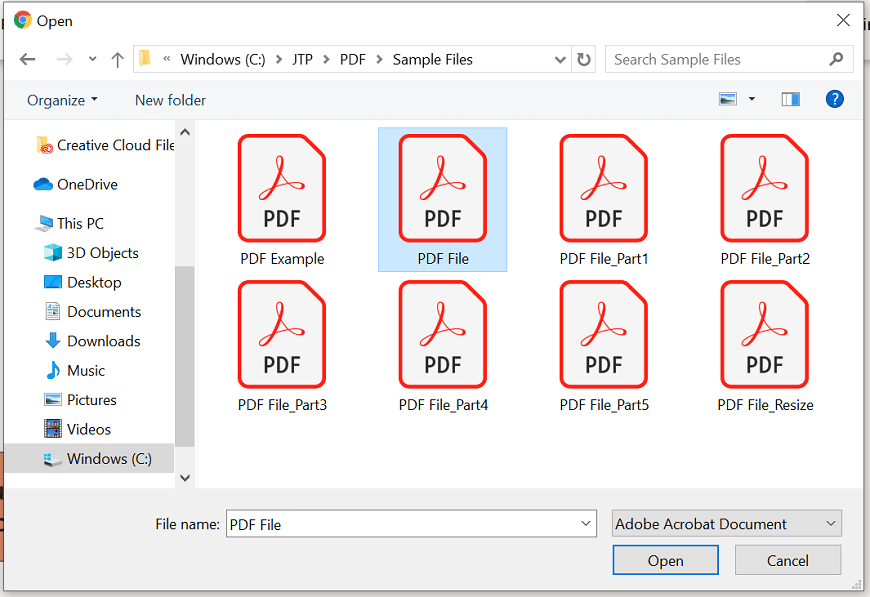 Open
« Windows (C:) > JTP > PDF > Sample Files
Search Sample Files
Organize
New folder
?
Creative Cloud File
OneDrive
This PC
3D Objects
Desktop
Documents
Downloads
Music
Pictures
Videos
Windows (C:)
PDF PDF PDF PDF
PDF Example PDF File PDF File_Part1 PDF File_Part2
PDF PDF PDF PDF
PDF File_Part3 PDF File_Part4 PDF File_Part5 PDF File_Resize
File name: PDF File
Adobe Acrobat Document
Open Cancel